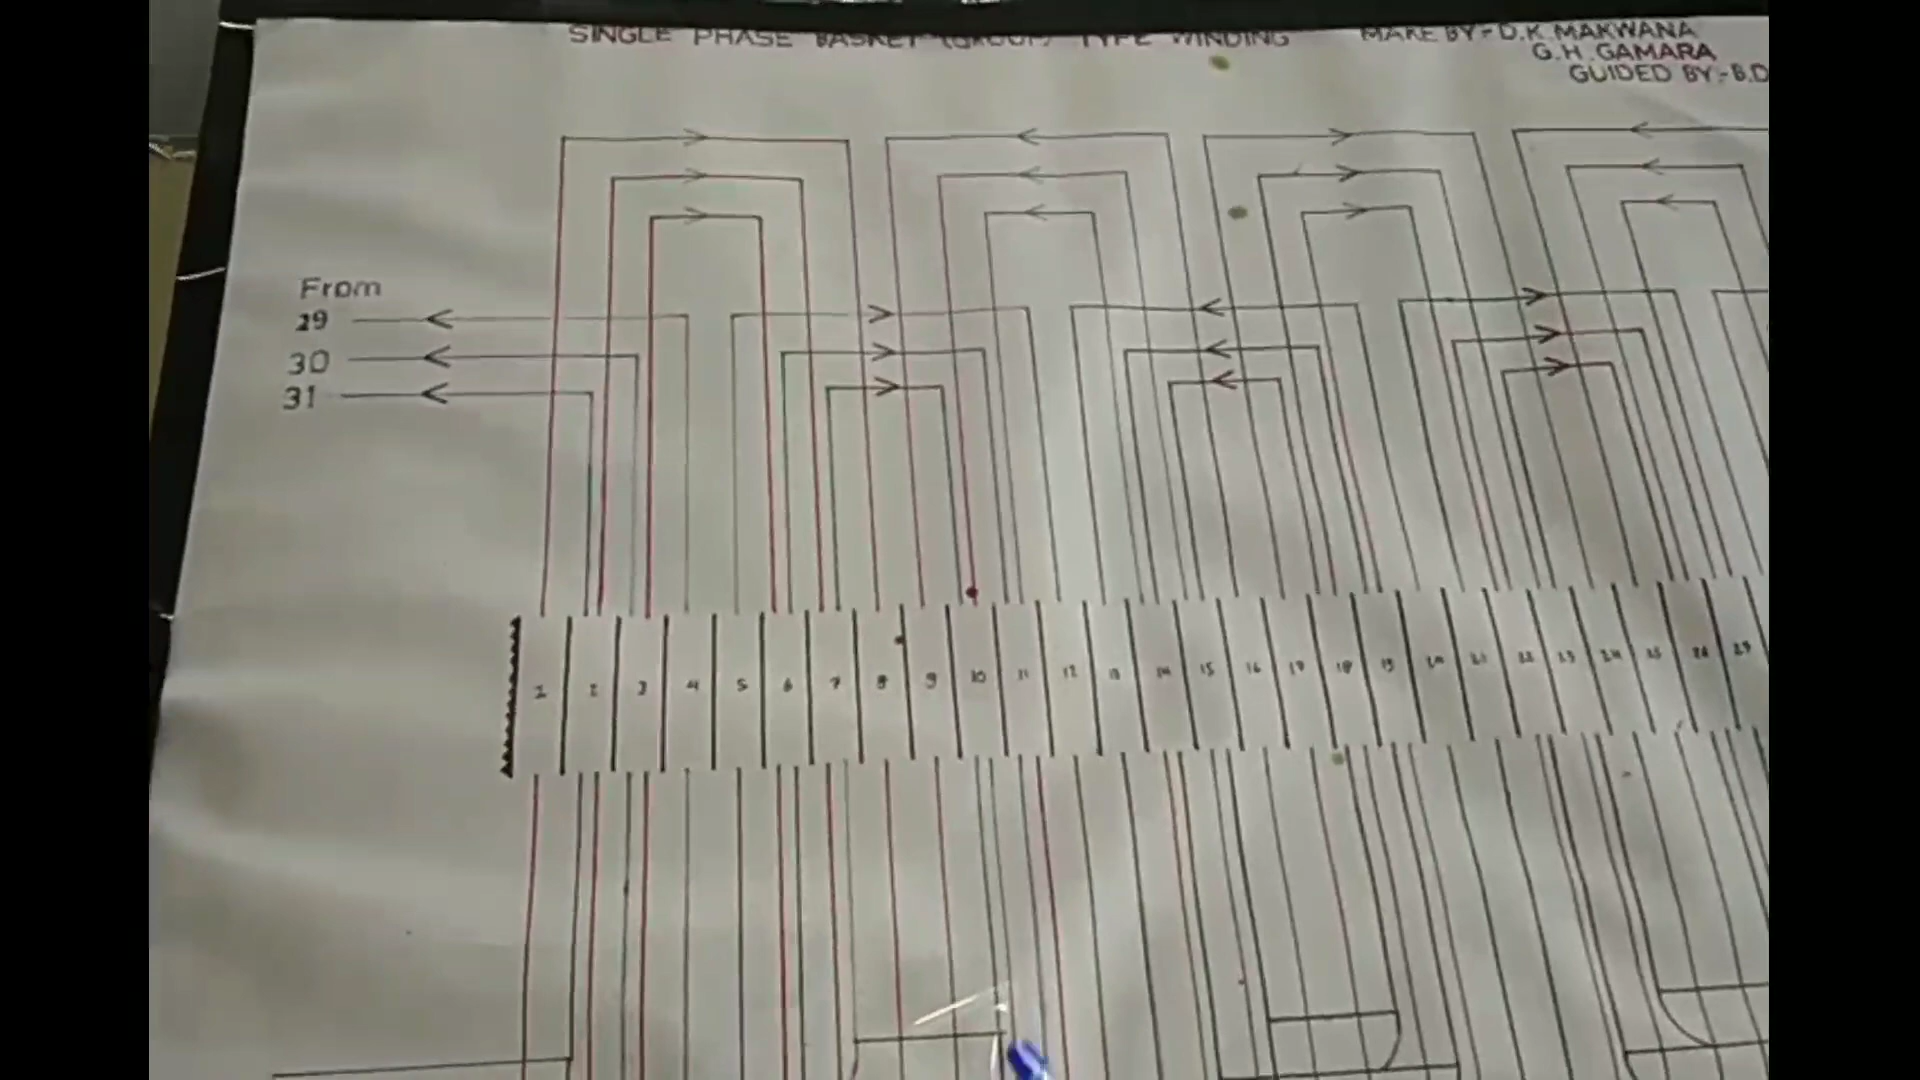 SINGLE PHASE BASKET (GROUP) TYPE WINDING
MAKE BY:-D.K.MAKWANA
G.H.GAMARA
GUIDED BY:-B.D
From
29
30
31
1 2 3 4 5 6 7 8 9 10 11 12 13 14 15 16 17 18 19 20 21 22 23 24 25